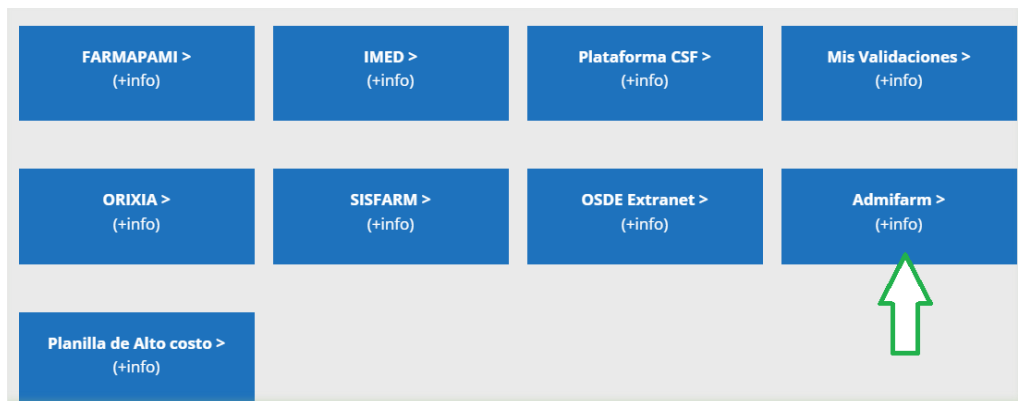 FARMAPAMI >
(+info)
IMED >
(+info)
Plataforma CSF >
(+info)
Mis Validaciones >
(+info)
ORIXIA >
(+info)
SISFARM >
(+info)
OSDE Extranet >
(+info)
Admifarm >
(+info)
Planilla de Alto costo >
(+info)